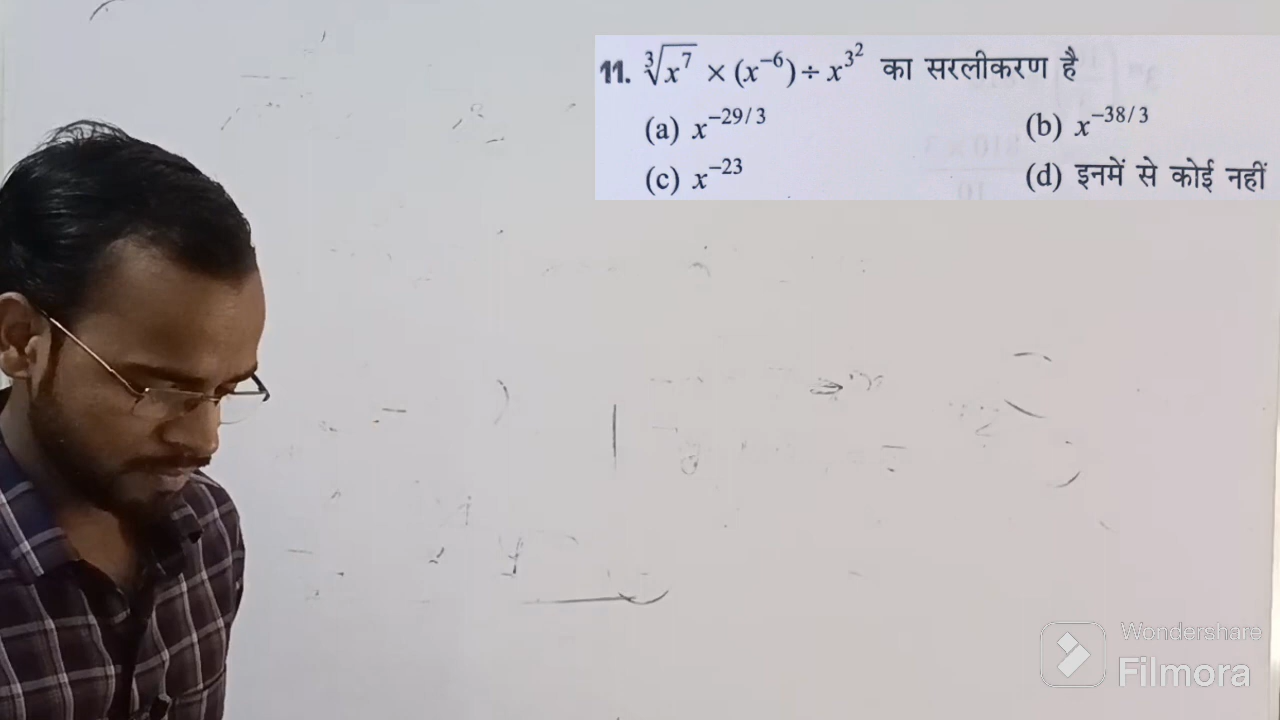 11. ∛x⁷ × (x⁻⁶) ÷ x^{3²} का सरलीकरण है
(a) x^{-29/3} (b) x^{-38/3}
(c) x^{-23} (d) इनमें से कोई नहीं
Wondershare
Filmora